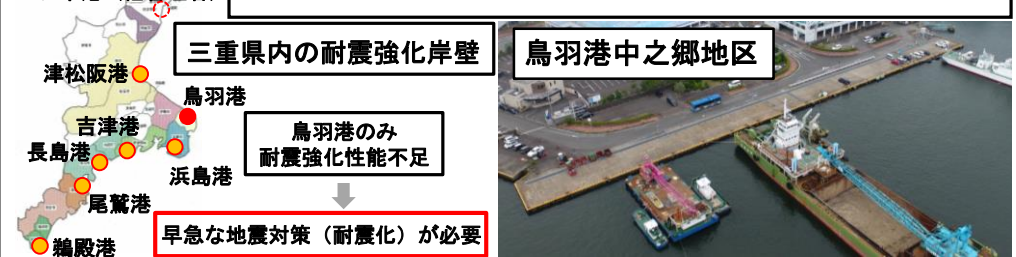 三重県内の耐震強化岸壁
鳥羽港中之郷地区
津松阪港
鳥羽港
吉津港
鳥羽港のみ
耐震強化性能不足
長島港
浜島港
尾鷲港
早急な地震対策（耐震化）が必要
鵜殿港